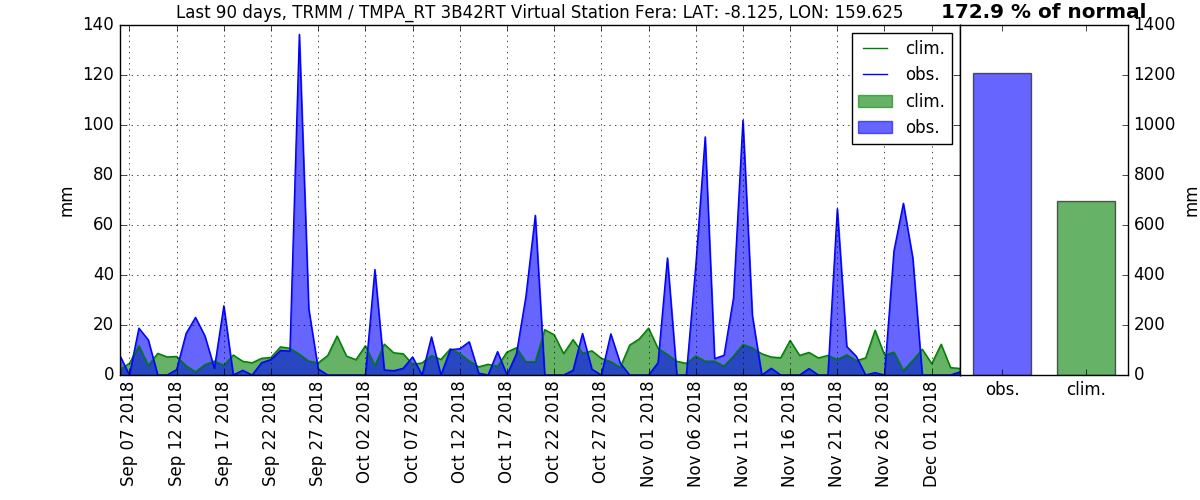 Last 90 days, TRMM / TMPA_RT 3B42RT Virtual Station Fera: LAT: -8.125, LON: 159.625
172.9 % of normal
mm
140
120
100
80
60
40
20
0
clim.
obs.
clim.
obs.
Sep 07 2018
Sep 12 2018
Sep 17 2018
Sep 22 2018
Sep 27 2018
Oct 02 2018
Oct 07 2018
Oct 12 2018
Oct 17 2018
Oct 22 2018
Oct 27 2018
Nov 01 2018
Nov 06 2018
Nov 11 2018
Nov 16 2018
Nov 21 2018
Nov 26 2018
Dec 01 2018
1400
1200
1000
800
600
400
200
0
mm
obs.
clim.